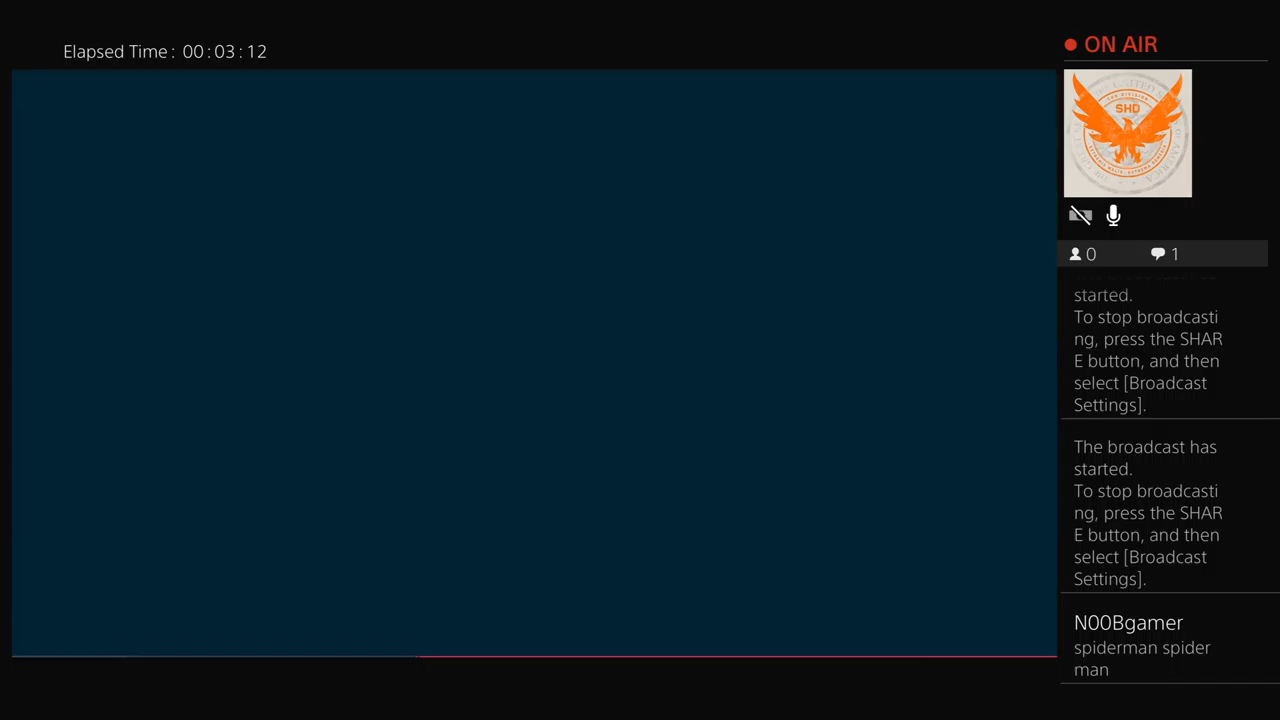 Elapsed Time: 00:03:12
ON AIR
SHD
0
1
started.
To stop broadcasti
ng, press the SHAR
E button, and then
select [Broadcast
Settings].
The broadcast has
started.
To stop broadcasti
ng, press the SHAR
E button, and then
select [Broadcast
Settings].
N00Bgamer
spiderman spider
man